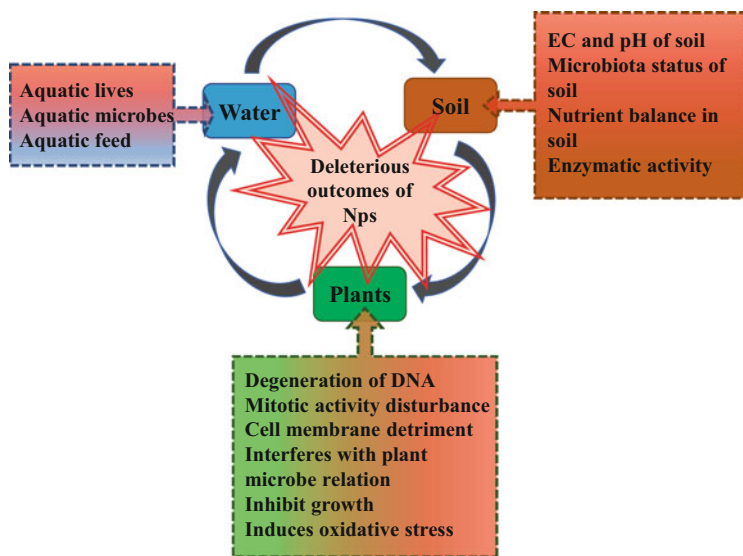 Aquatic lives
Aquatic microbes
Aquatic feed
Water
Soil
EC and pH of soil
Microbiota status of
soil
Nutrient balance in
soil
Enzymatic activity
Deleterious
outcomes of
Nps
Plants
Degeneration of DNA
Mitotic activity disturbance
Cell membrane detriment
Interferes with plant
microbe relation
Inhibit growth
Induces oxidative stress